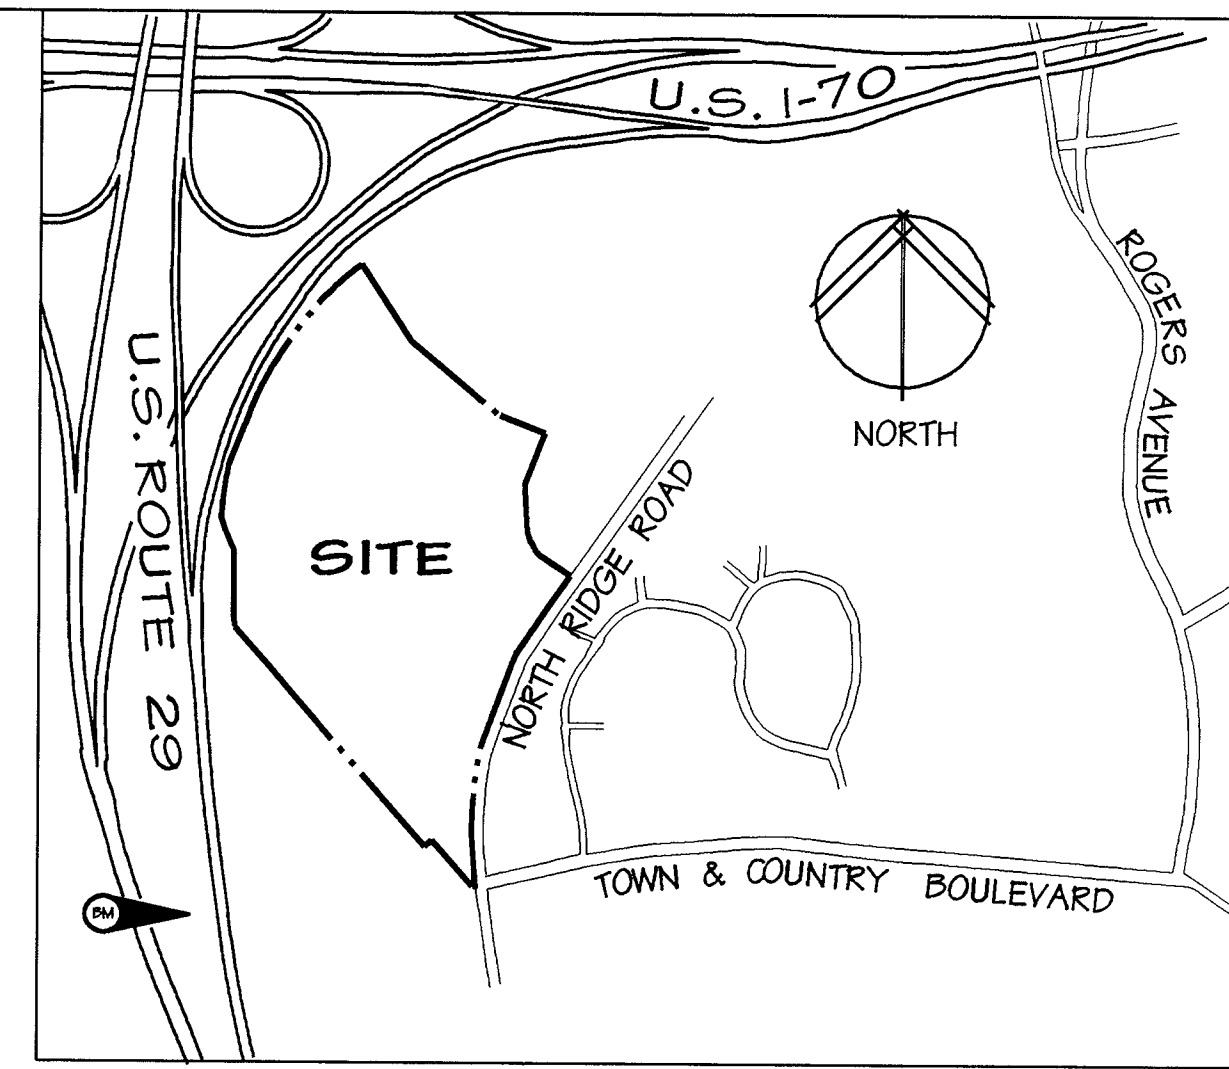 U.S. I-70
ROGERS AVENUE
NORTH
U.S. ROUTE 29
SITE
NORTH RIDGE ROAD
TOWN & COUNTRY BOULEVARD
BM